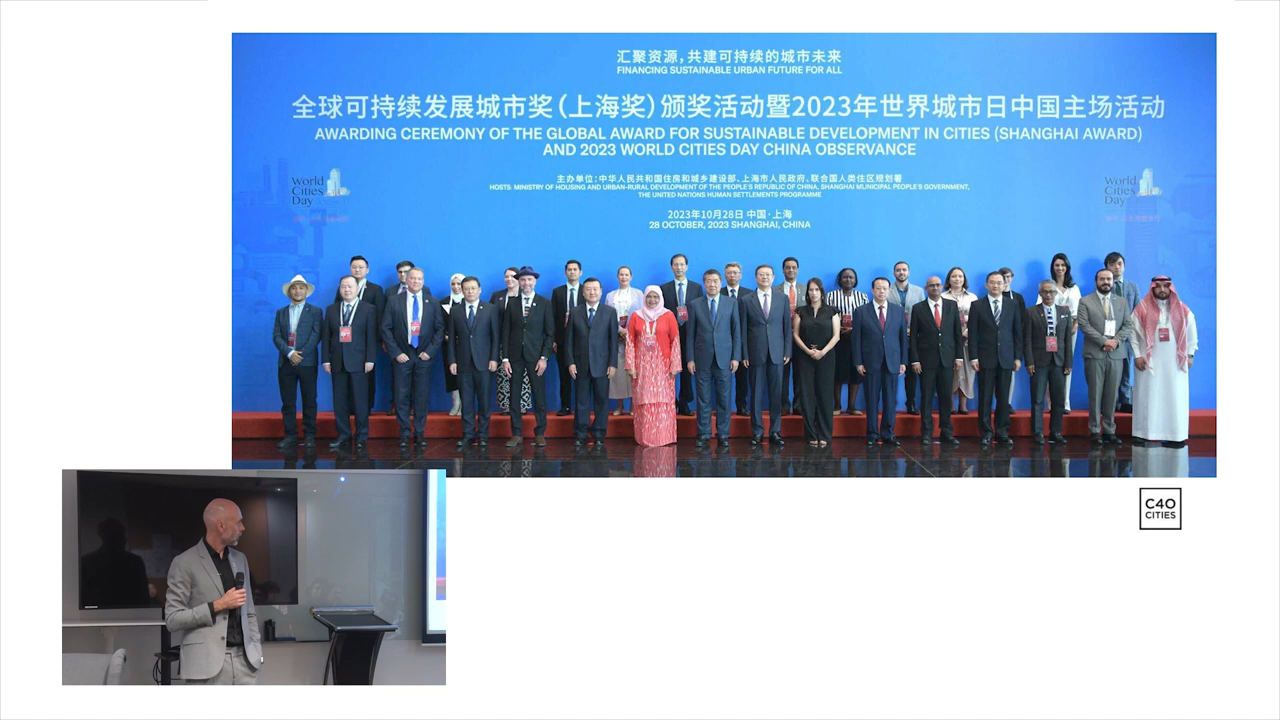 汇聚资源，共建可持续的城市未来
FINANCING SUSTAINABLE URBAN FUTURE FOR ALL
全球可持续发展城市奖（上海奖）颁奖活动暨2023年世界城市日中国主场活动
AWARDING CEREMONY OF THE GLOBAL AWARD FOR SUSTAINABLE DEVELOPMENT IN CITIES (SHANGHAI AWARD)
AND 2023 WORLD CITIES DAY CHINA OBSERVANCE
主办单位：中华人民共和国住房和城乡建设部、上海市人民政府、联合国人类住区规划署
HOSTS: MINISTRY OF HOUSING AND URBAN-RURAL DEVELOPMENT OF THE PEOPLE'S REPUBLIC OF CHINA, SHANGHAI MUNICIPAL PEOPLE'S GOVERNMENT,
THE UNITED NATIONS HUMAN SETTLEMENTS PROGRAMME
World
Cities
Day
World
Cities
Day
2023年10月28日 中国·上海
28 OCTOBER, 2023 SHANGHAI, CHINA
C40
CITIES